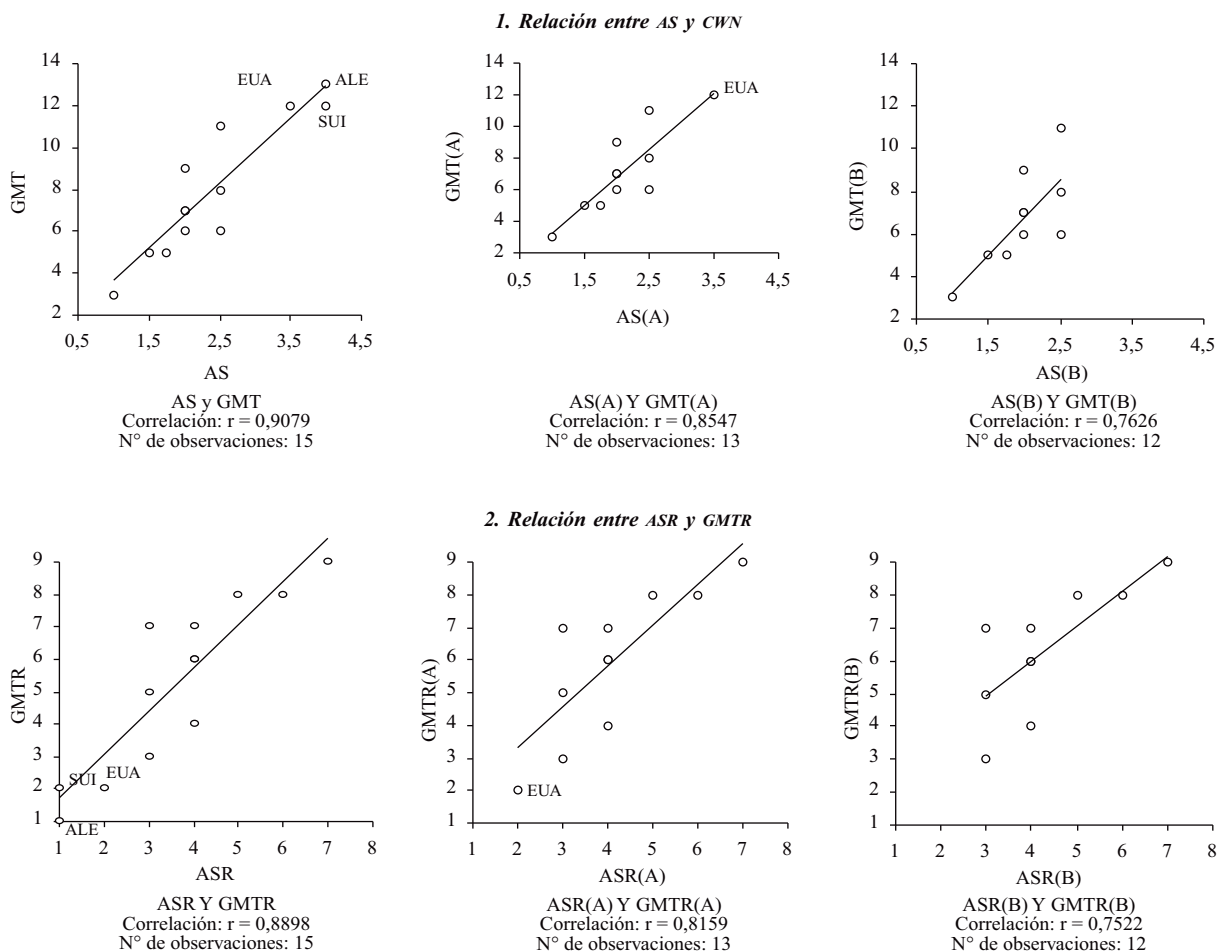 1. Relación entre AS y CWN
GMT
14
12
10
8
6
4
2
0,5 1,5 2,5 3,5 4,5
EUA
ALE
SUI
AS
AS y GMT
Correlación: r = 0,9079
N° de observaciones: 15
GMT(A)
14
12
10
8
6
4
2
0,5 1,5 2,5 3,5 4,5
EUA
AS(A)
AS(A) Y GMT(A)
Correlación: r = 0,8547
N° de observaciones: 13
GMT(B)
14
12
10
8
6
4
2
0,5 1,5 2,5 3,5 4,5
AS(B)
AS(B) Y GMT(B)
Correlación: r = 0,7626
N° de observaciones: 12
2. Relación entre ASR y GMTR
GMTR
9
8
7
6
5
4
3
2
1
SUI
EUA
ALE
1 2 3 4 5 6 7 8
ASR
ASR Y GMTR
Correlación: r = 0,8898
N° de observaciones: 15
GMTR(A)
9
8
7
6
5
4
3
2
1
EUA
1 2 3 4 5 6 7 8
ASR(A)
ASR(A) Y GMTR(A)
Correlación: r = 0,8159
N° de observaciones: 13
GMTR(B)
9
8
7
6
5
4
3
2
1
1 2 3 4 5 6 7 8
ASR(B)
ASR(B) Y GMTR(B)
Correlación: r = 0,7522
N° de observaciones: 12